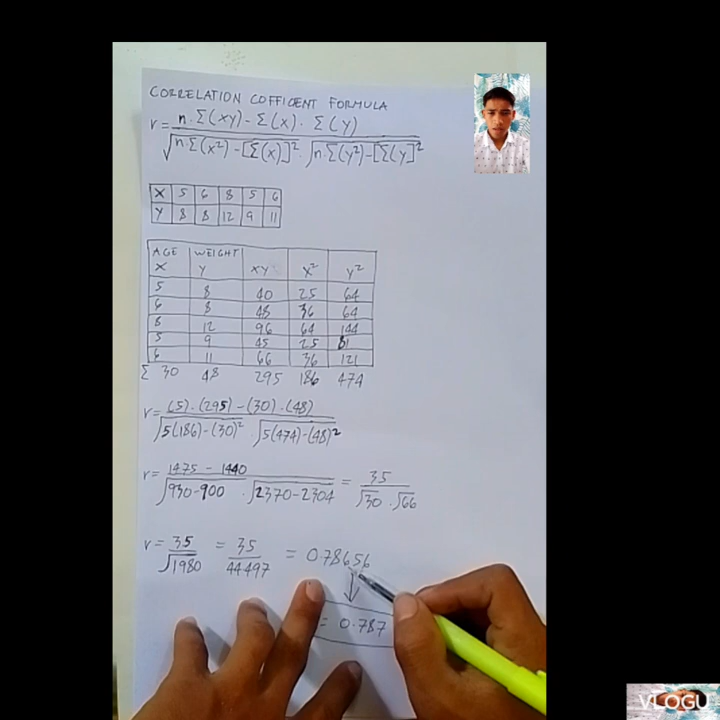 CORRELATION COFFICENT FORMULA
r = n·Σ(xy) - Σ(x)·Σ(y)
√n·Σ(x²) - [Σ(x)]² · √n·Σ(y²) - [Σ(y]²
X 5 6 8 5 6
Y 8 8 12 9 11
AGE WEIGHT
X Y XY X² Y²
5 8 40 25 64
6 8 48 36 64
8 12 96 64 144
5 9 45 25 81
6 11 66 36 121
Σ 30 48 295 186 474
r = (5)·(295) - (30)·(48)
√5(186) - (30)² · √5(474) - (48)²
r = 1475 - 1440 = 35
√930-900 · √2370-2304 √30 · √66
r = 35 = 35 = 0.78656
√1980 44497
= 0.787
VLOGU